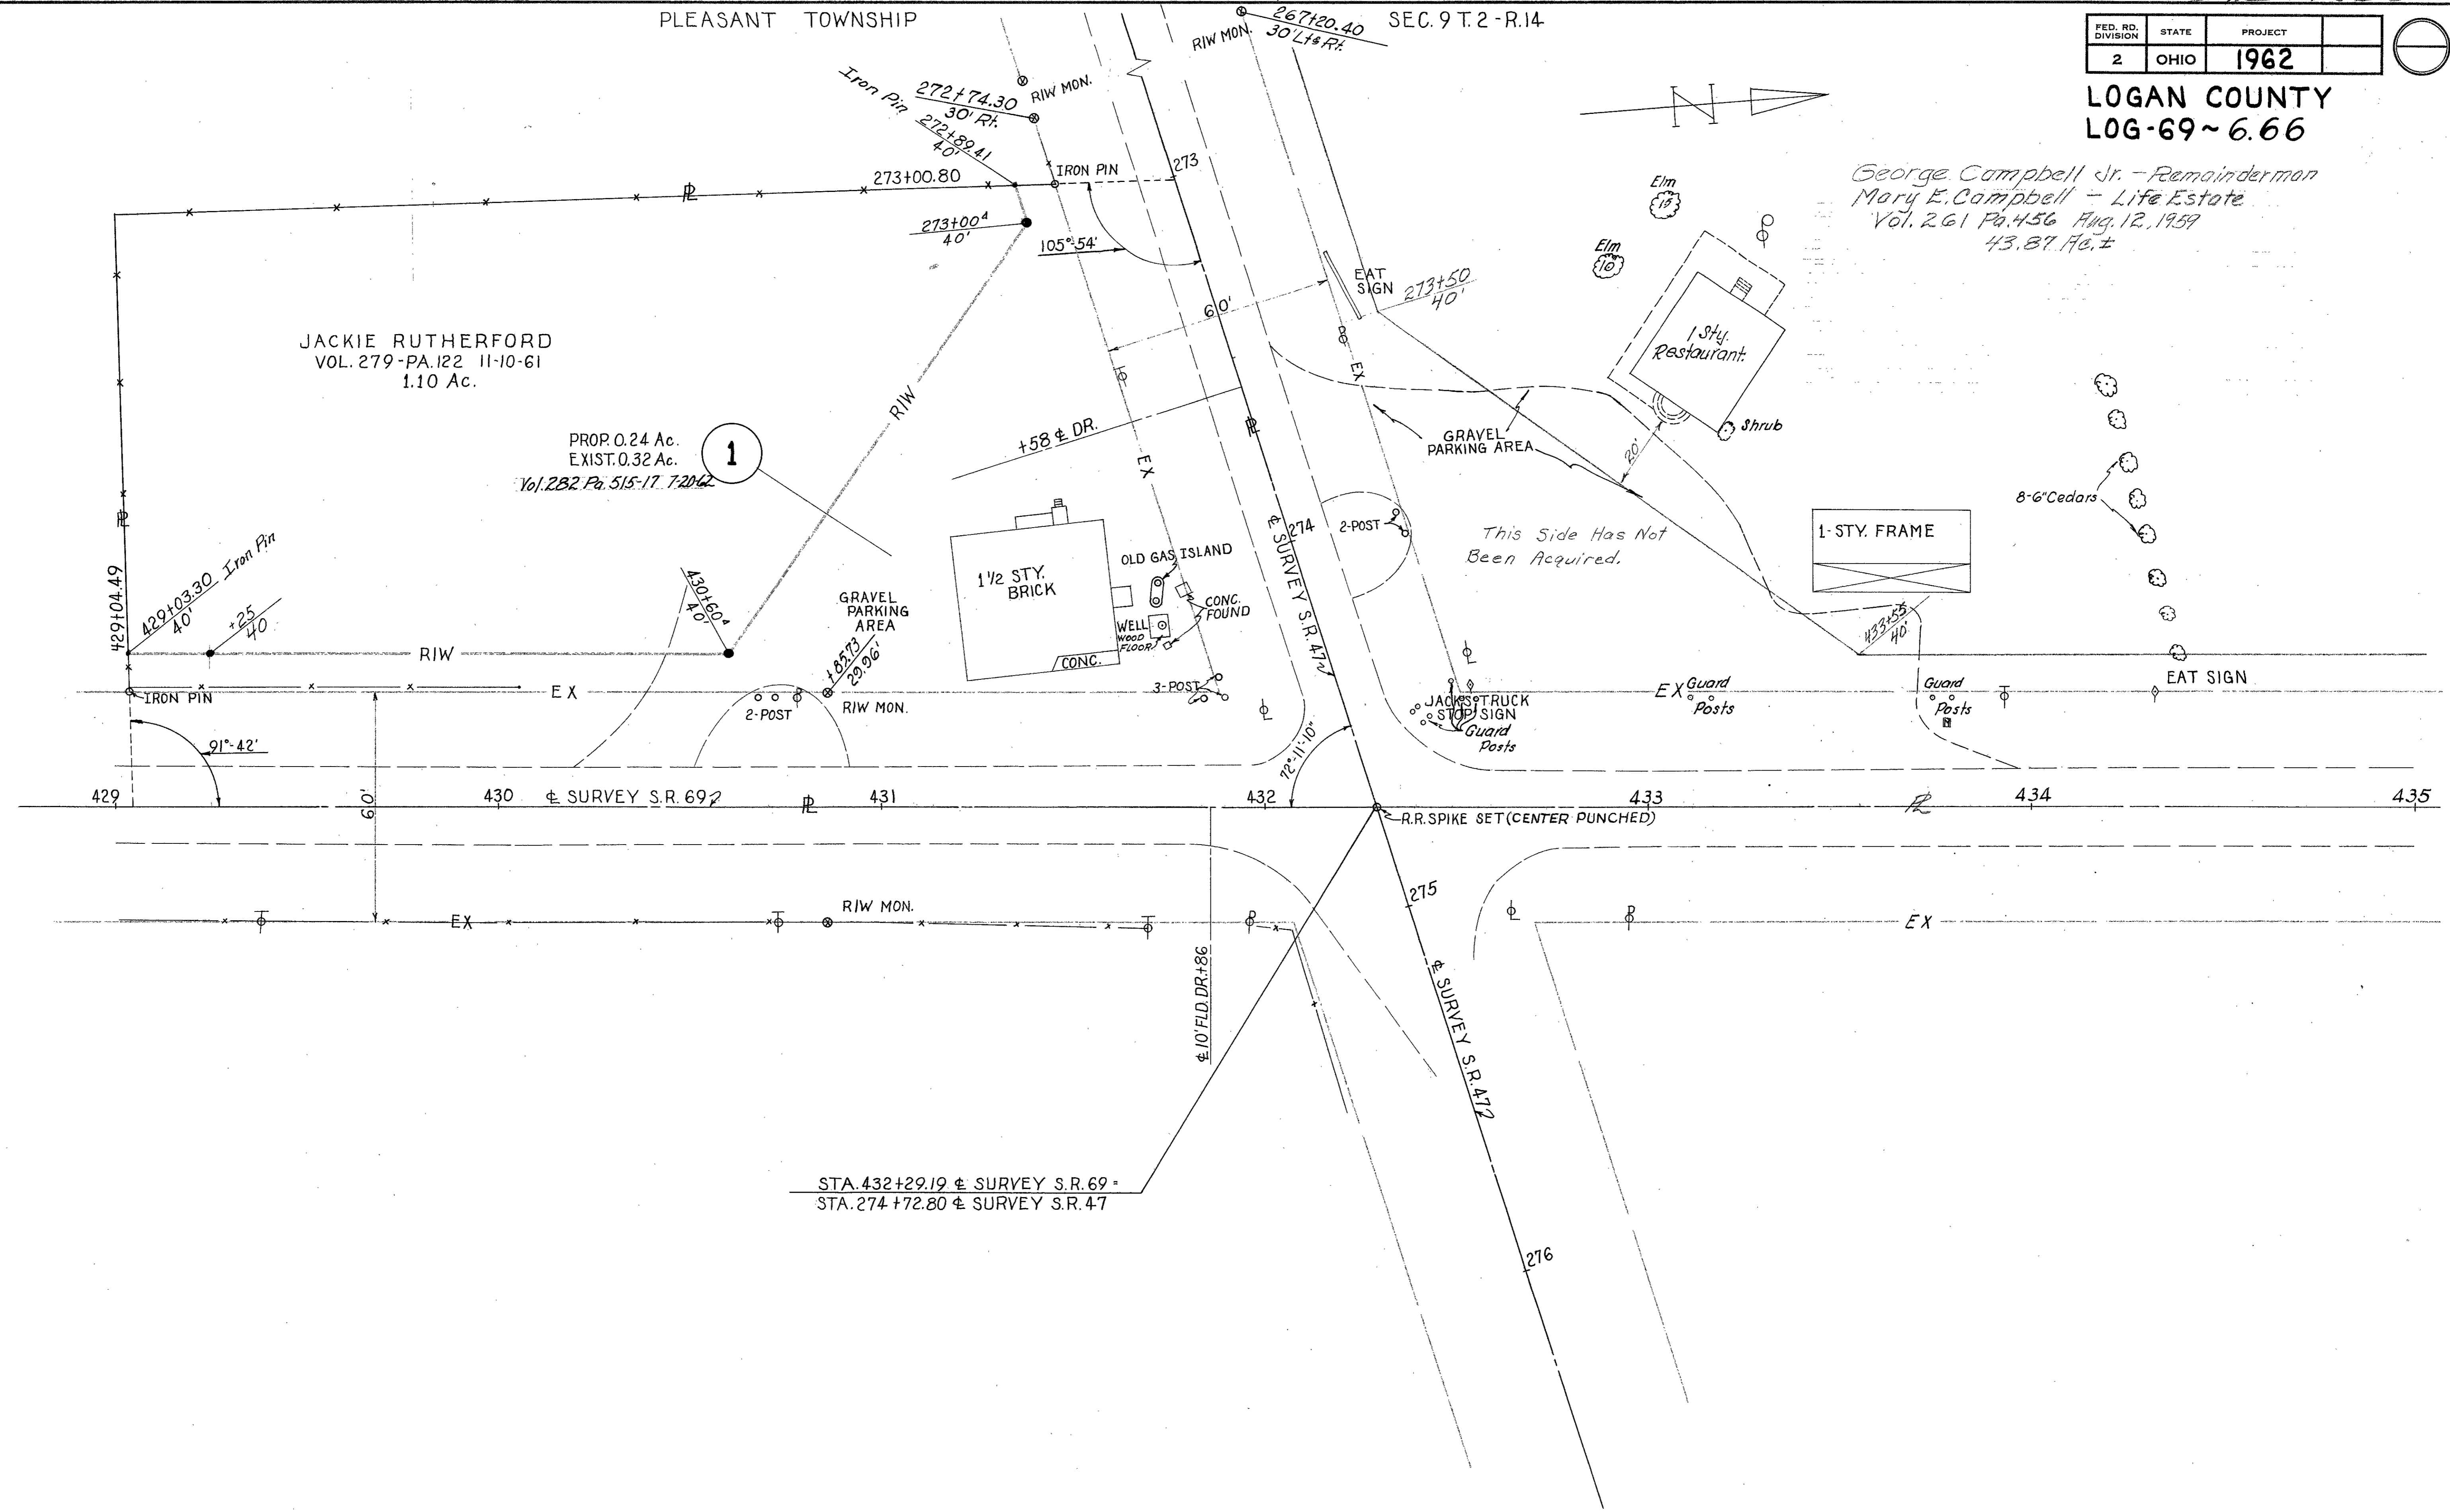 PLEASANT TOWNSHIP
SEC. 9 T. 2 - R. 14
FED. RD. DIVISION STATE PROJECT
2 OHIO 1962
LOGAN COUNTY
LOG-69~6.66
George Campbell Jr. - Remainderman
Mary E. Campbell - Life Estate
Vol. 261 Pa. 456 Aug. 12, 1959
43.87 Ac. ±
267+20.40
30' Lt & Rt.
R/W MON.
R/W MON.
272+74.30
30' Rt.
Iron Pin
272+89.41
40'
IRON PIN
273
273+00.80
273+00
40'
105°-54'
N
Elm
15
Elm
10
EAT
SIGN
273+50
40'
60'
1 Sty.
Restaurant.
Shrub
20'
JACKIE RUTHERFORD
VOL. 279 - PA. 122 11-10-61
1.10 Ac.
PROP. 0.24 Ac.
EXIST. 0.32 Ac.
Vol. 282 Pa. 515-17 7-20-62
1
R/W
+58 ℄ DR.
EX
EX
GRAVEL
PARKING AREA
8-6" Cedars
1-STY. FRAME
This Side Has Not
Been Acquired.
274
2-POST
℄ SURVEY S.R. 47
1 1/2 STY.
BRICK
OLD GAS ISLAND
CONC.
FOUND
WELL
WOOD
FLOOR
CONC.
3-POST
GRAVEL
PARKING
AREA
+85.73
29.96'
430+60
40'
429+04.49
429+03.30 Iron Pin
40'
+25
40
R/W
433+55
40'
IRON PIN
EX
2-POST
R/W MON.
JACK'S TRUCK
STOP SIGN
Guard
Posts
EX
Guard
Posts
Guard
Posts
EAT SIGN
91°-42'
60'
72°-11'-10"
429
430
℄ SURVEY S.R. 69
431
432
433
434
435
R.R. SPIKE SET (CENTER PUNCHED)
275
EX
R/W MON.
EX
℄ 10' FLD. DR. +86
℄ SURVEY S.R. 47
STA. 432+29.19 ℄ SURVEY S.R. 69 =
STA. 274+72.80 ℄ SURVEY S.R. 47
276